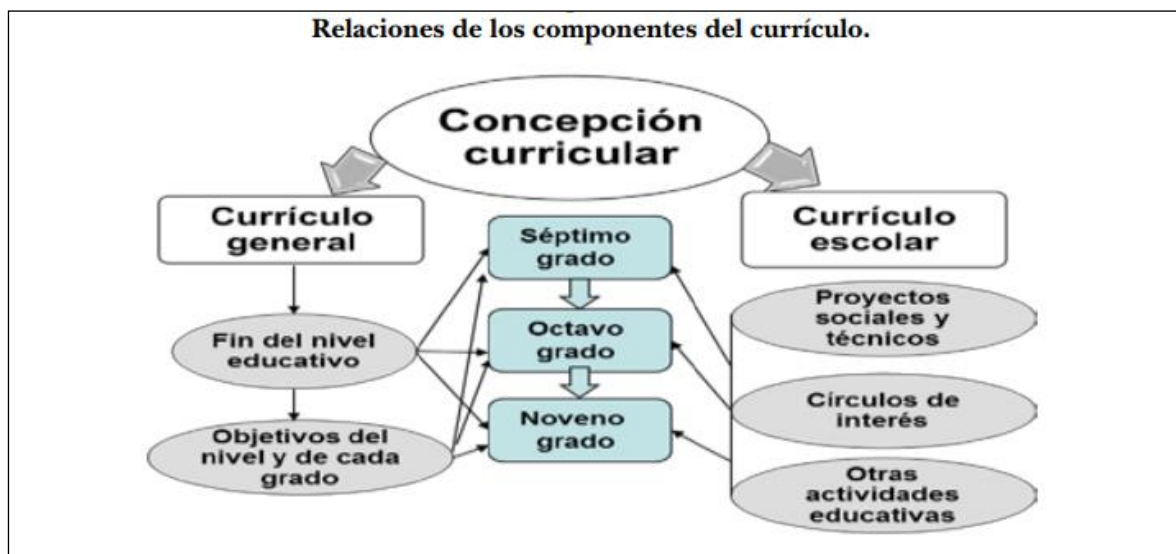 Relaciones de los componentes del currículo.
Concepción
curricular
Currículo
general
Currículo
escolar
Séptimo
grado
Octavo
grado
Noveno
grado
Fin del nivel
educativo
Objetivos del
nivel y de cada
grado
Proyectos
sociales y
técnicos
Círculos de
interés
Otras
actividades
educativas